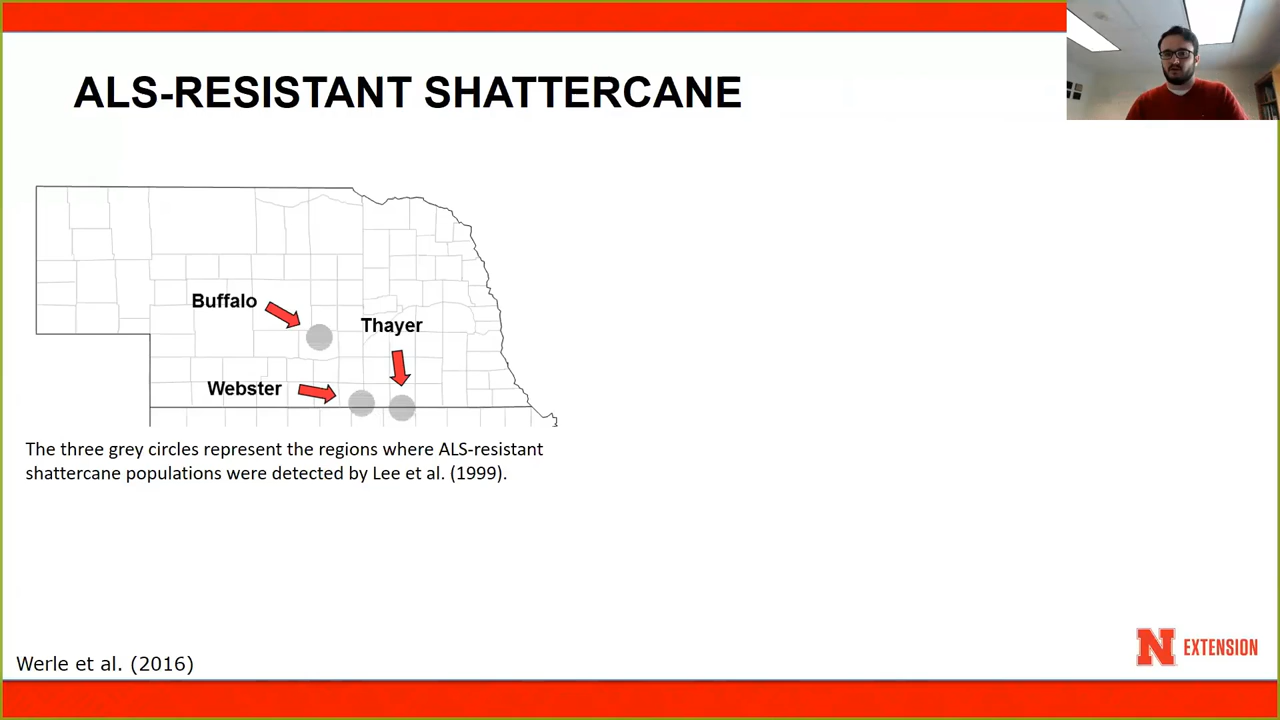 ALS-RESISTANT SHATTERCANE
Buffalo
Thayer
Webster
The three grey circles represent the regions where ALS-resistant
shattercane populations were detected by Lee et al. (1999).
Werle et al. (2016)
N EXTENSION